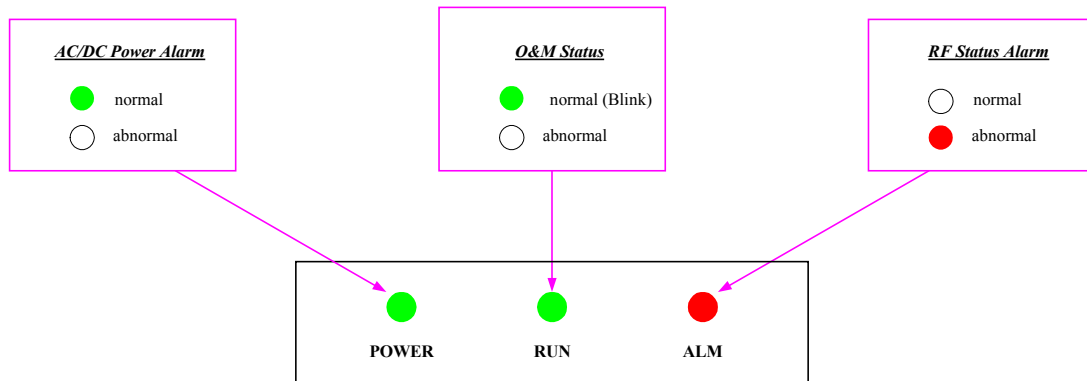 AC/DC Power Alarm
normal
abnormal
O&M Status
normal (Blink)
abnormal
RF Status Alarm
normal
abnormal
POWER
RUN
ALM